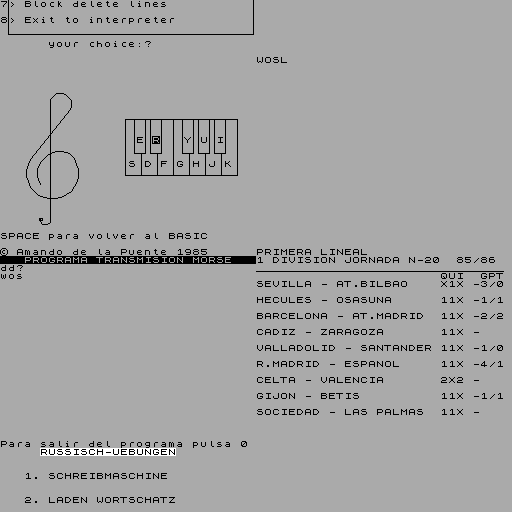 7> Block delete lines
8> Exit to interpreter
your choice:?
WOSL
E R Y U I
S D F G H J K
SPACE para volver al BASIC
© Amando de la Puente 1985
PROGRAMA TRANSMISION MORSE
dd?
wos
PRIMERA LINEAL
1 DIVISION JORNADA N-20 85/86
QUI GPT
SEVILLA - AT.BILBAO X1X -3/0
HECULES - OSASUNA 11X -1/1
BARCELONA - AT.MADRID 11X -2/2
CADIZ - ZARAGOZA 11X -
VALLADOLID - SANTANDER 11X -1/0
R.MADRID - ESPANOL 11X -4/1
CELTA - VALENCIA 2X2 -
GIJON - BETIS 11X -1/1
SOCIEDAD - LAS PALMAS 11X -
Para salir del programa pulsa 0
RUSSISCH-UEBUNGEN
1. SCHREIBMASCHINE
2. LADEN WORTSCHATZ